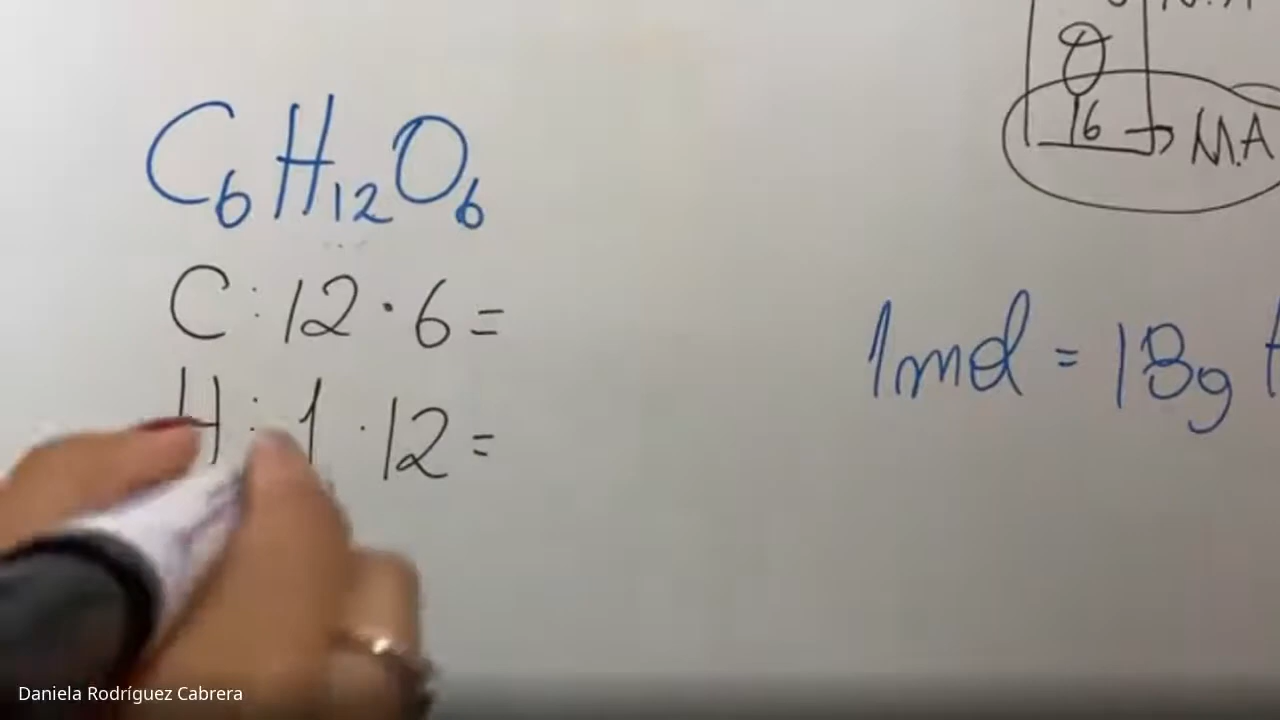 C6H12O6
C: 12 · 6 =
H: 1 · 12 =
O
16 → M.A
1mol = 18g
Daniela Rodríguez Cabrera